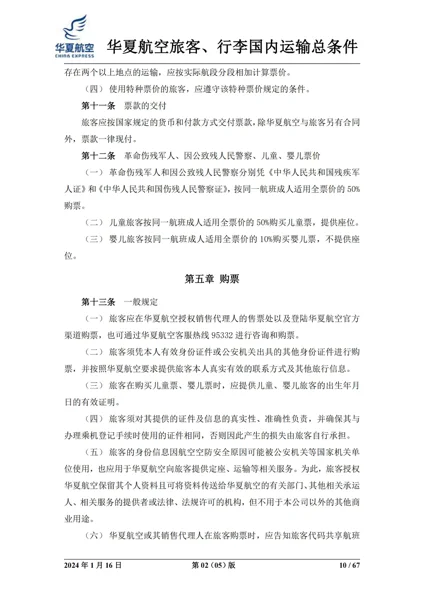 华夏航空
CHINA EXPRESS
华夏航空旅客、行李国内运输总条件
存在两个以上地点的运输，应按实际航段分段相加计算票价。
（四） 使用特种票价的旅客，应遵守该特种票价规定的条件。
第十一条 票款的交付
旅客应按国家规定的货币和付款方式交付票款，除华夏航空与旅客另有合同
外，票款一律现付。
第十二条 革命伤残军人、因公致残人民警察、儿童、婴儿票价
（一） 革命伤残军人和因公致残人民警察分别凭《中华人民共和国残疾军
人证》和《中华人民共和国伤残人民警察证》，按同一航班成人适用全票价的 50%
购票。
（二） 儿童旅客按同一航班成人适用全票价的 50%购买儿童票，提供座位。
（三） 婴儿旅客按同一航班成人适用全票价的 10%购买婴儿票，不提供座
位。
第五章 购票
第十三条 一般规定
（一） 旅客应在华夏航空授权销售代理人的售票处以及登陆华夏航空官方
渠道购票，也可通过华夏航空客服热线 95332 进行咨询和购票。
（二） 旅客须凭本人有效身份证件或公安机关出具的其他身份证件进行购
票，并按照华夏航空要求提供旅客本人真实有效的联系方式及其他旅行信息。
（三） 旅客在购买儿童票、婴儿票时，应提供儿童、婴儿旅客的出生年月
日的有效证明。
（四） 旅客须对其提供的证件及信息的真实性、准确性负责，并确保其与
办理乘机登记手续时使用的证件相同，否则因此产生的损失由旅客自行承担。
（五） 旅客的身份信息因航空空防安全原因可能被公安机关等国家机关单
位使用，也应用于华夏航空向旅客提供定座、运输等相关服务。为此，旅客授权
华夏航空保留其个人资料且可将资料传送给华夏航空的有关部门、其他相关承运
人、相关服务的提供者或法律、法规许可的机构，但不用于本公司以外的其他商
业用途。
（六） 华夏航空或其销售代理人在旅客购票时，应告知旅客代码共享航班
2024 年 1 月 16 日 第 02（05）版 10 / 67